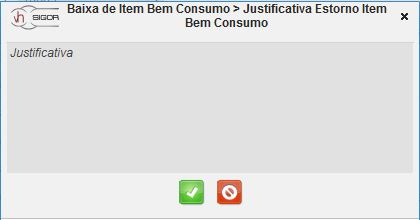 SIGOR
Baixa de Item Bem Consumo > Justificativa Estorno Item
Bem Consumo
Justificativa